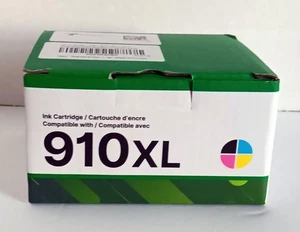 Ink Cartridge / Cartouche d'encre
Compatible with / Compatible avec
910XL